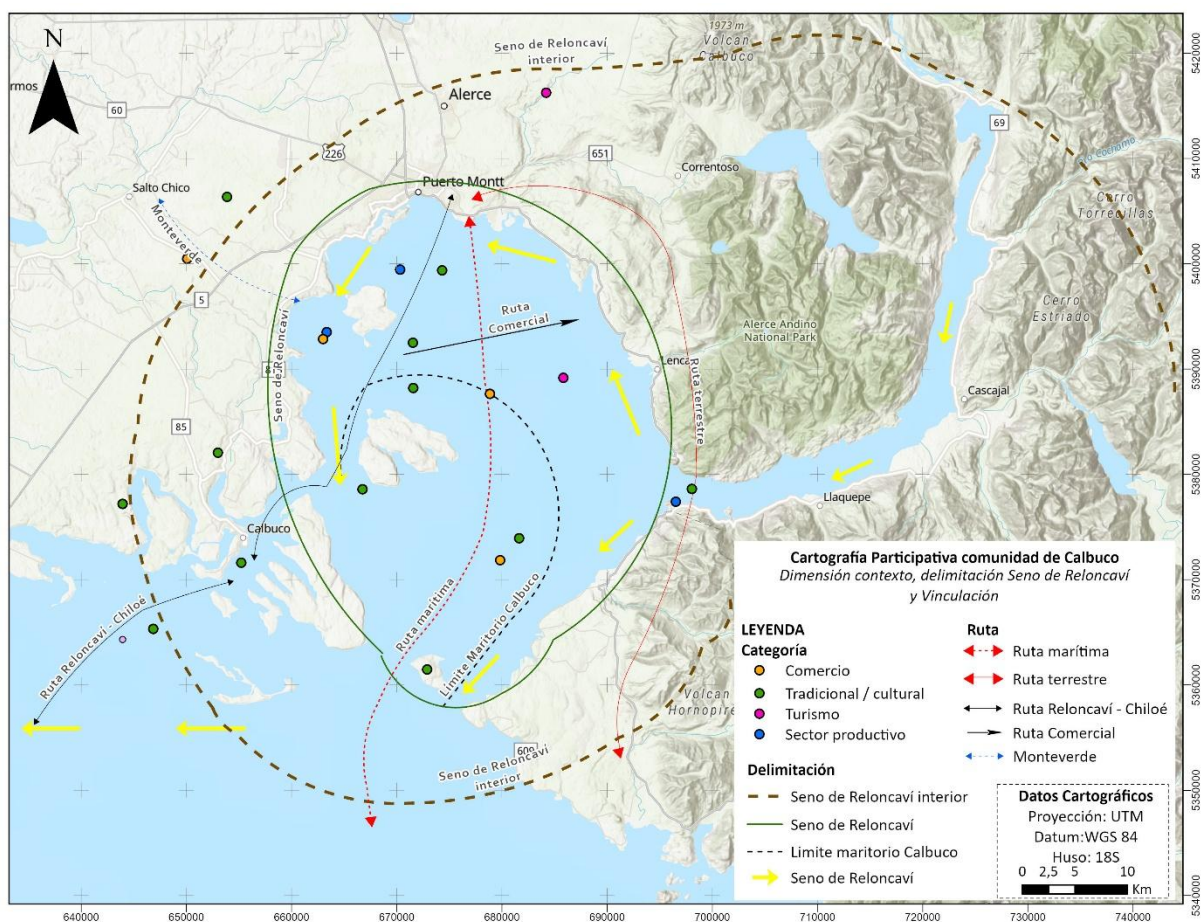 N
1973 m
Volcan
Calbuco
Seno de Reloncaví
interior
rmos
60
Alerce
69
226
651
Correntoso
Rio Cochamo
Salto Chico
Puerto Montt
Cerro
Torrecillas
Monteverde
5
Ruta
Comercial
Cerro
Estriado
Alerce Andino
National Park
Seno de Reloncaví
Lenca
Ruta terrestre
Cascajal
85
Llaquepe
Calbuco
Ruta marítima
Limite Maritorio Calbuco
Ruta Reloncaví - Chiloé
Volcan
Hornopire
Seno de Reloncaví
interior
Cartografía Participativa comunidad de Calbuco
Dimensión contexto, delimitación Seno de Reloncaví
y Vinculación
LEYENDA
Categoría
Comercio
Tradicional / cultural
Turismo
Sector productivo
Delimitación
Seno de Reloncaví interior
Seno de Reloncaví
Limite maritorio Calbuco
Seno de Reloncaví
Ruta
Ruta marítima
Ruta terrestre
Ruta Reloncaví - Chiloé
Ruta Comercial
Monteverde
Datos Cartográficos
Proyección: UTM
Datum:WGS 84
Huso: 18S
0 2,5 5 10
Km
5420000
5410000
5400000
5390000
5380000
5370000
5360000
5350000
5340000
640000 650000 660000 670000 680000 690000 700000 710000 720000 730000 740000